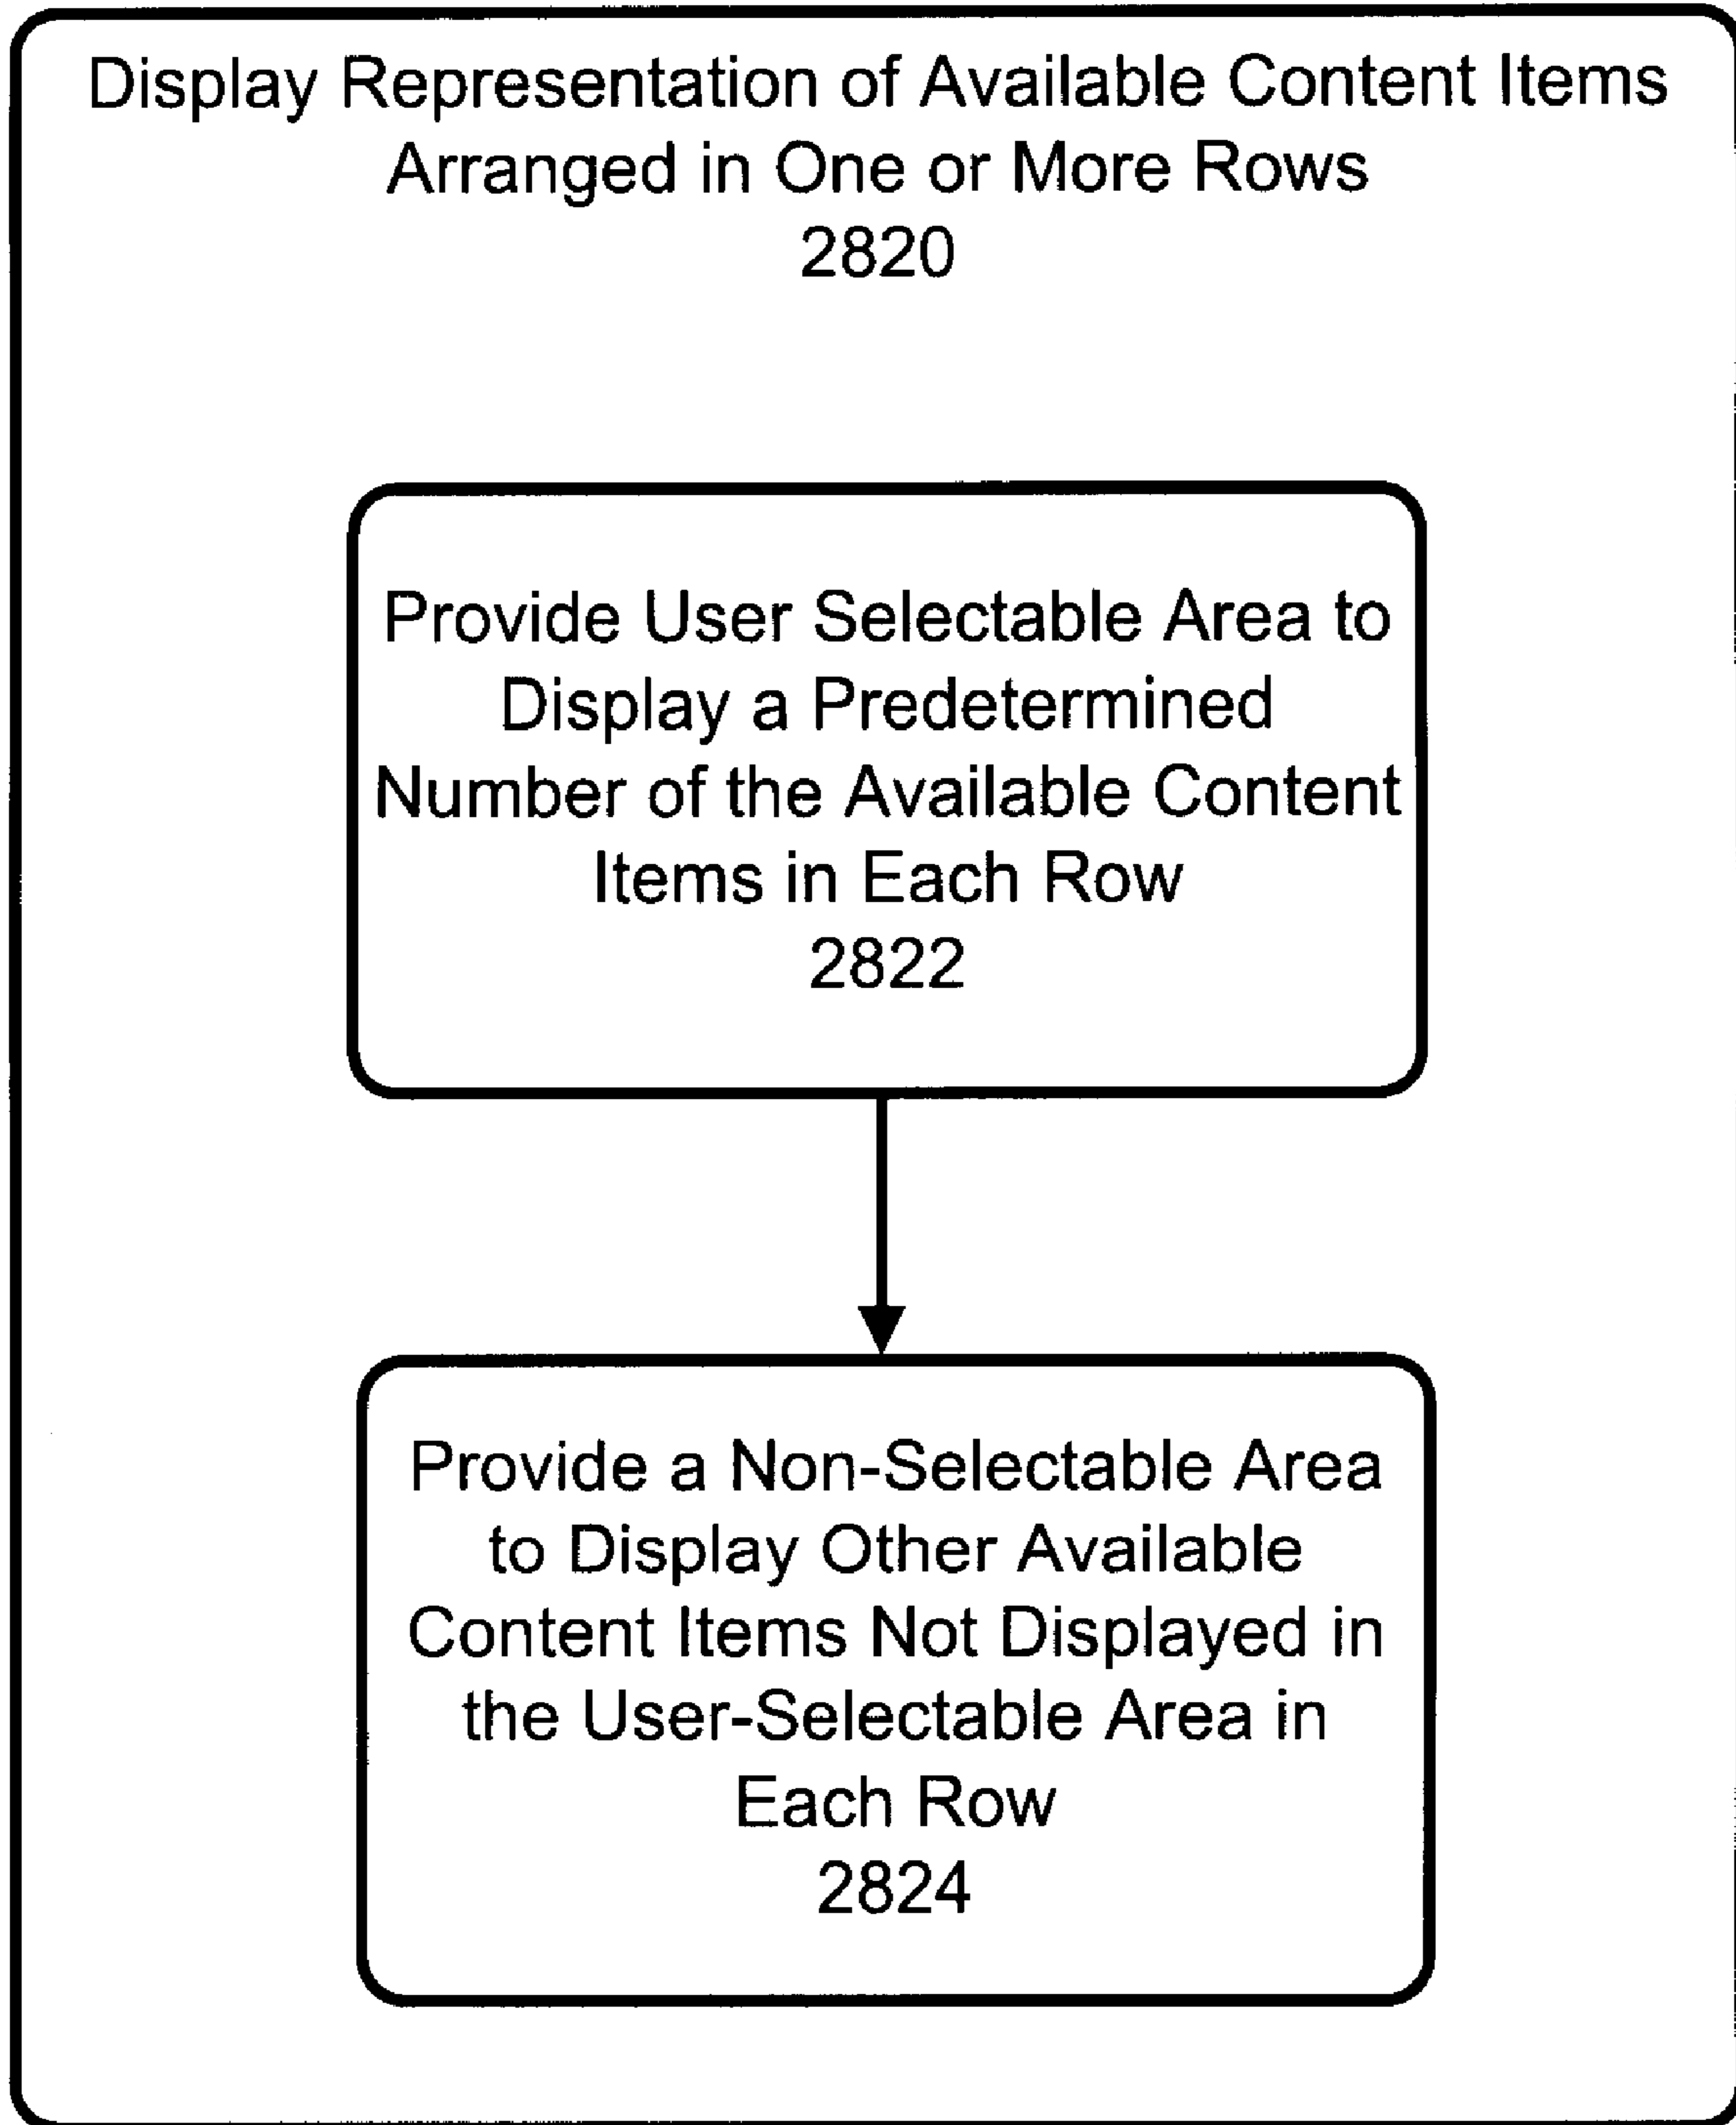 Display Representation of Available Content Items
Arranged in One or More Rows
2820
Provide User Selectable Area to
Display a Predetermined
Number of the Available Content
Items in Each Row
2822
Provide a Non-Selectable Area
to Display Other Available
Content Items Not Displayed in
the User-Selectable Area in
Each Row
2824